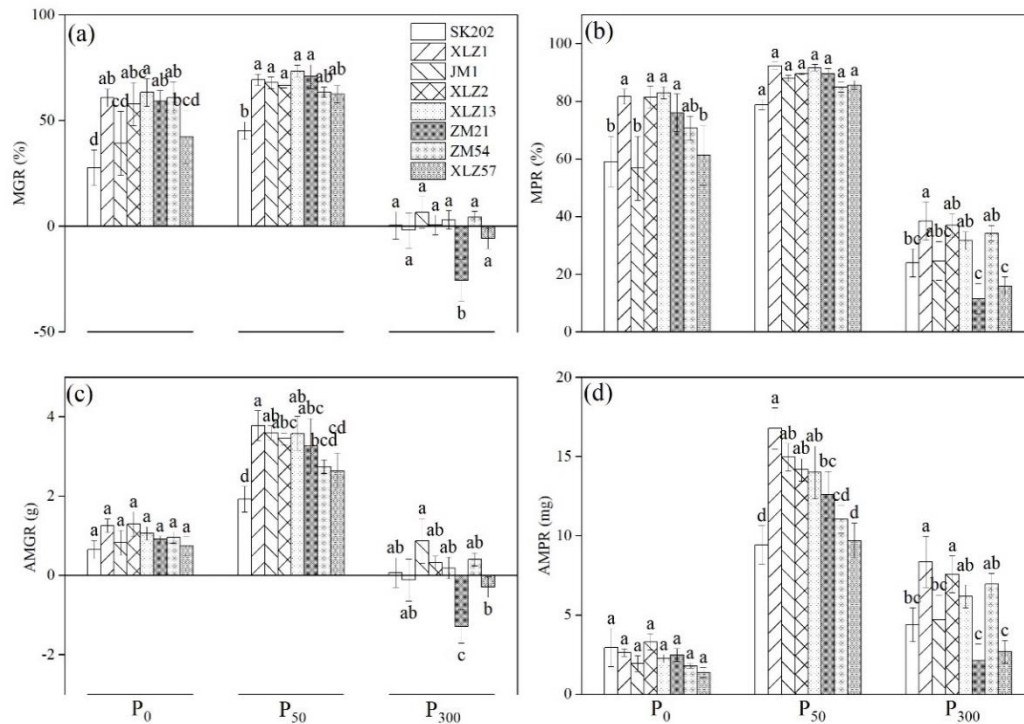 (a)
100
50
0
-50
MGR (%)
SK202
XLZ1
JM1
XLZ2
XLZ13
ZM21
ZM54
XLZ57
d ab cd abc a ab ab bcd
b a a a a a ab ab
a a a a a b a a
(b)
100
80
60
40
20
0
MPR (%)
b a b a a a ab b
a a a a a a a a
bc a abc a ab c ab c
(c)
4
2
0
-2
AMGR (g)
a a a a a a a a
d a ab abc ab abc bcd cd
ab ab a ab ab c a b
P0 P50 P300
(d)
20
15
10
5
0
AMPR (mg)
a a a a a a a a
d a ab ab ab bc cd d
bc a bc a ab c ab c
P0 P50 P300